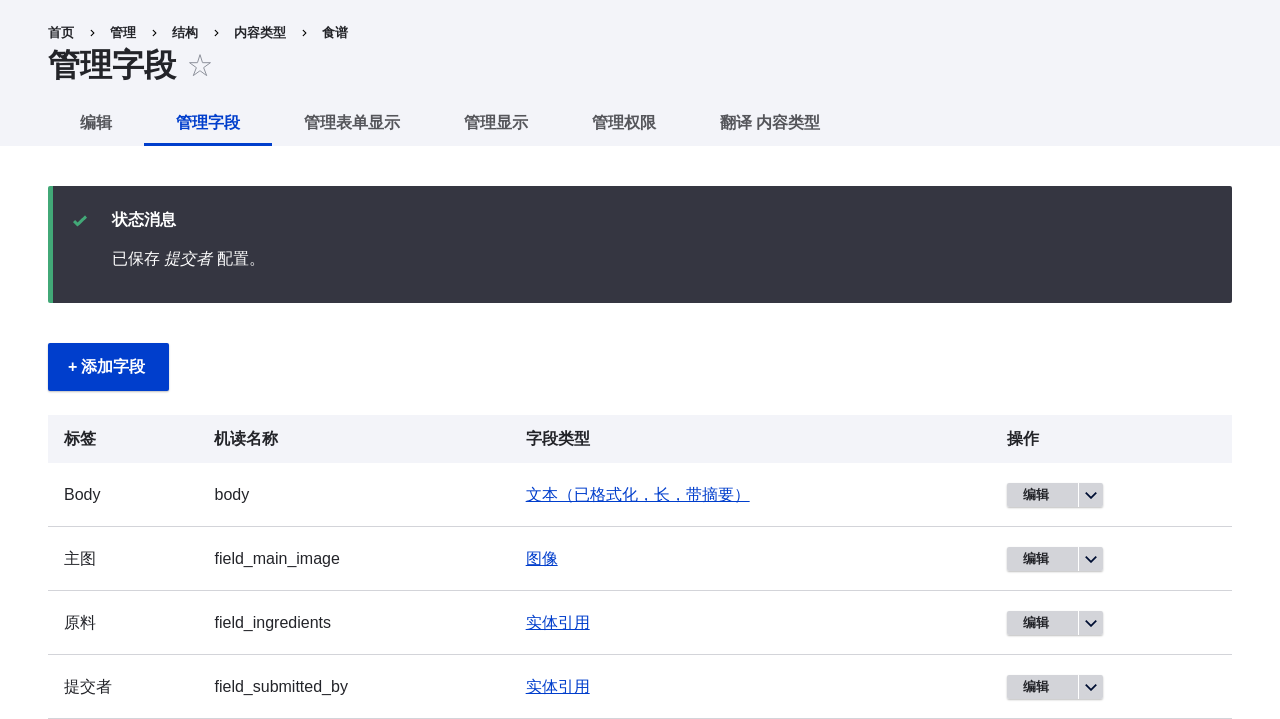 首页 › 管理 › 结构 › 内容类型 › 食谱
管理字段 ☆
编辑 管理字段 管理表单显示 管理显示 管理权限 翻译 内容类型
状态消息
已保存 提交者 配置。
+ 添加字段
标签 机读名称 字段类型 操作
Body body 文本（已格式化，长，带摘要） 编辑
主图 field_main_image 图像 编辑
原料 field_ingredients 实体引用 编辑
提交者 field_submitted_by 实体引用 编辑